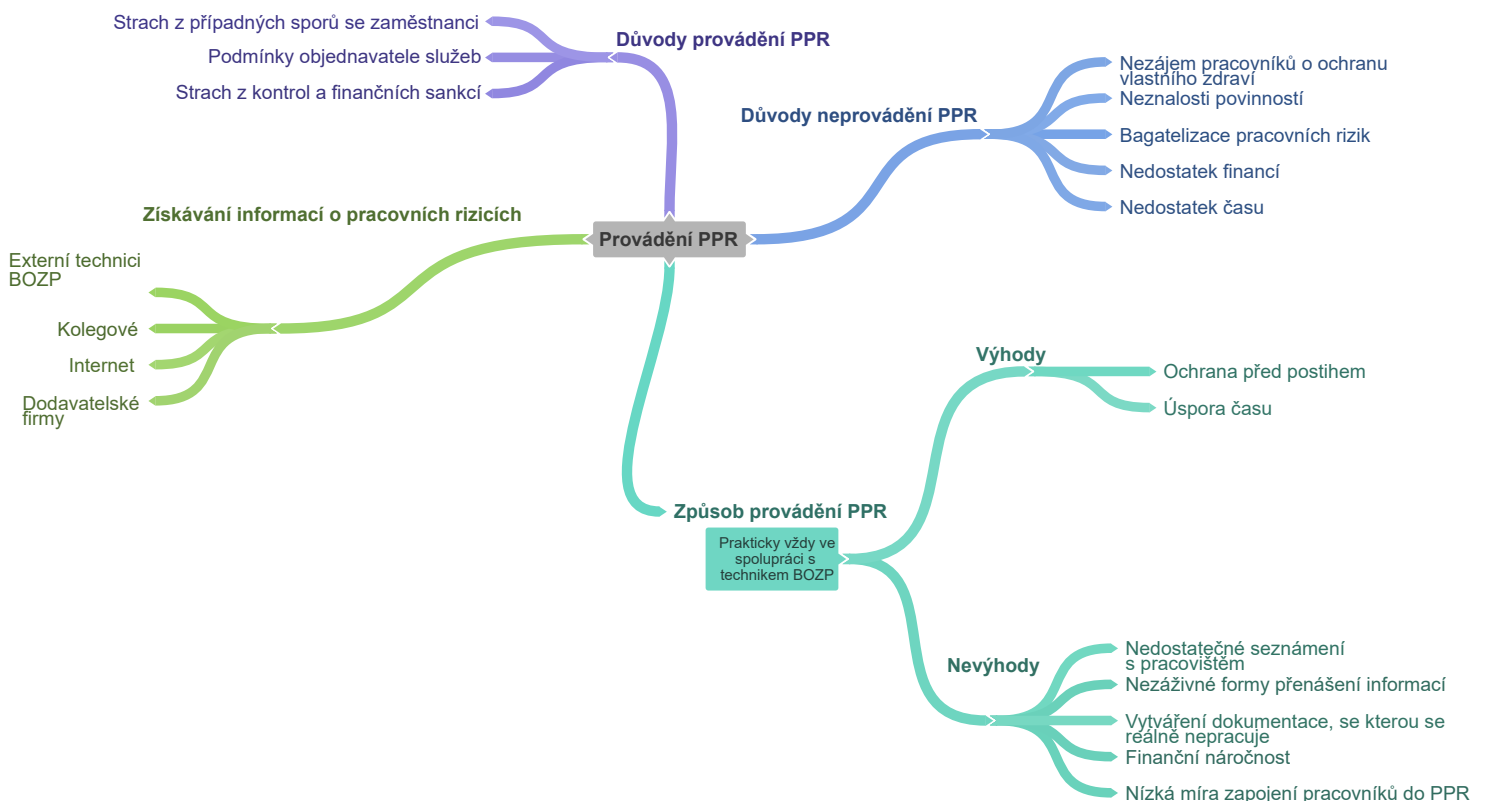 Strach z případných sporů se zaměstnanci
Podmínky objednavatele služeb
Strach z kontrol a finančních sankcí
Důvody provádění PPR
Důvody neprovádění PPR
Nezájem pracovníků o ochranu
vlastního zdraví
Neznalosti povinností
Bagatelizace pracovních rizik
Nedostatek financí
Nedostatek času
Získávání informací o pracovních rizicích
Provádění PPR
Externí technici
BOZP
Kolegové
Internet
Dodavatelské
firmy
Způsob provádění PPR
Prakticky vždy ve
spolupráci s
technikem BOZP
Výhody
Ochrana před postihem
Úspora času
Nevýhody
Nedostatečné seznámení
s pracovištěm
Nezáživné formy přenášení informací
Vytváření dokumentace, se kterou se
reálně nepracuje
Finanční náročnost
Nízká míra zapojení pracovníků do PPR